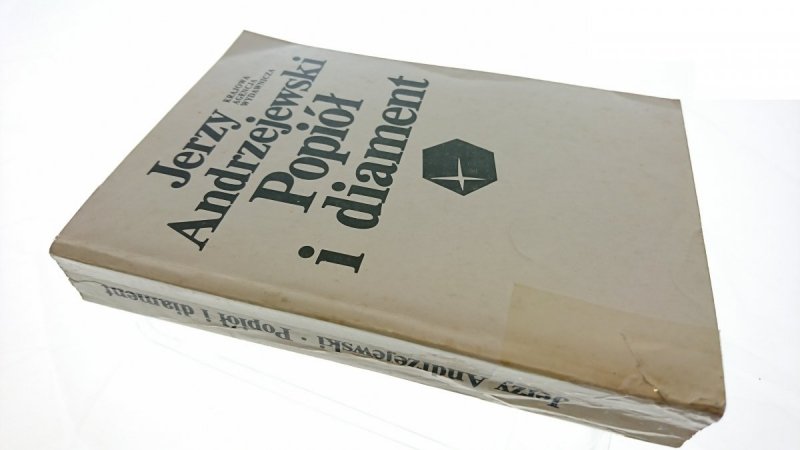 Jerzy
Andrzejewski
Popiół
i diament
KRAJOWA
AGENCJA
WYDAWNICZA
Jerzy Andrzejewski · Popiół i diament